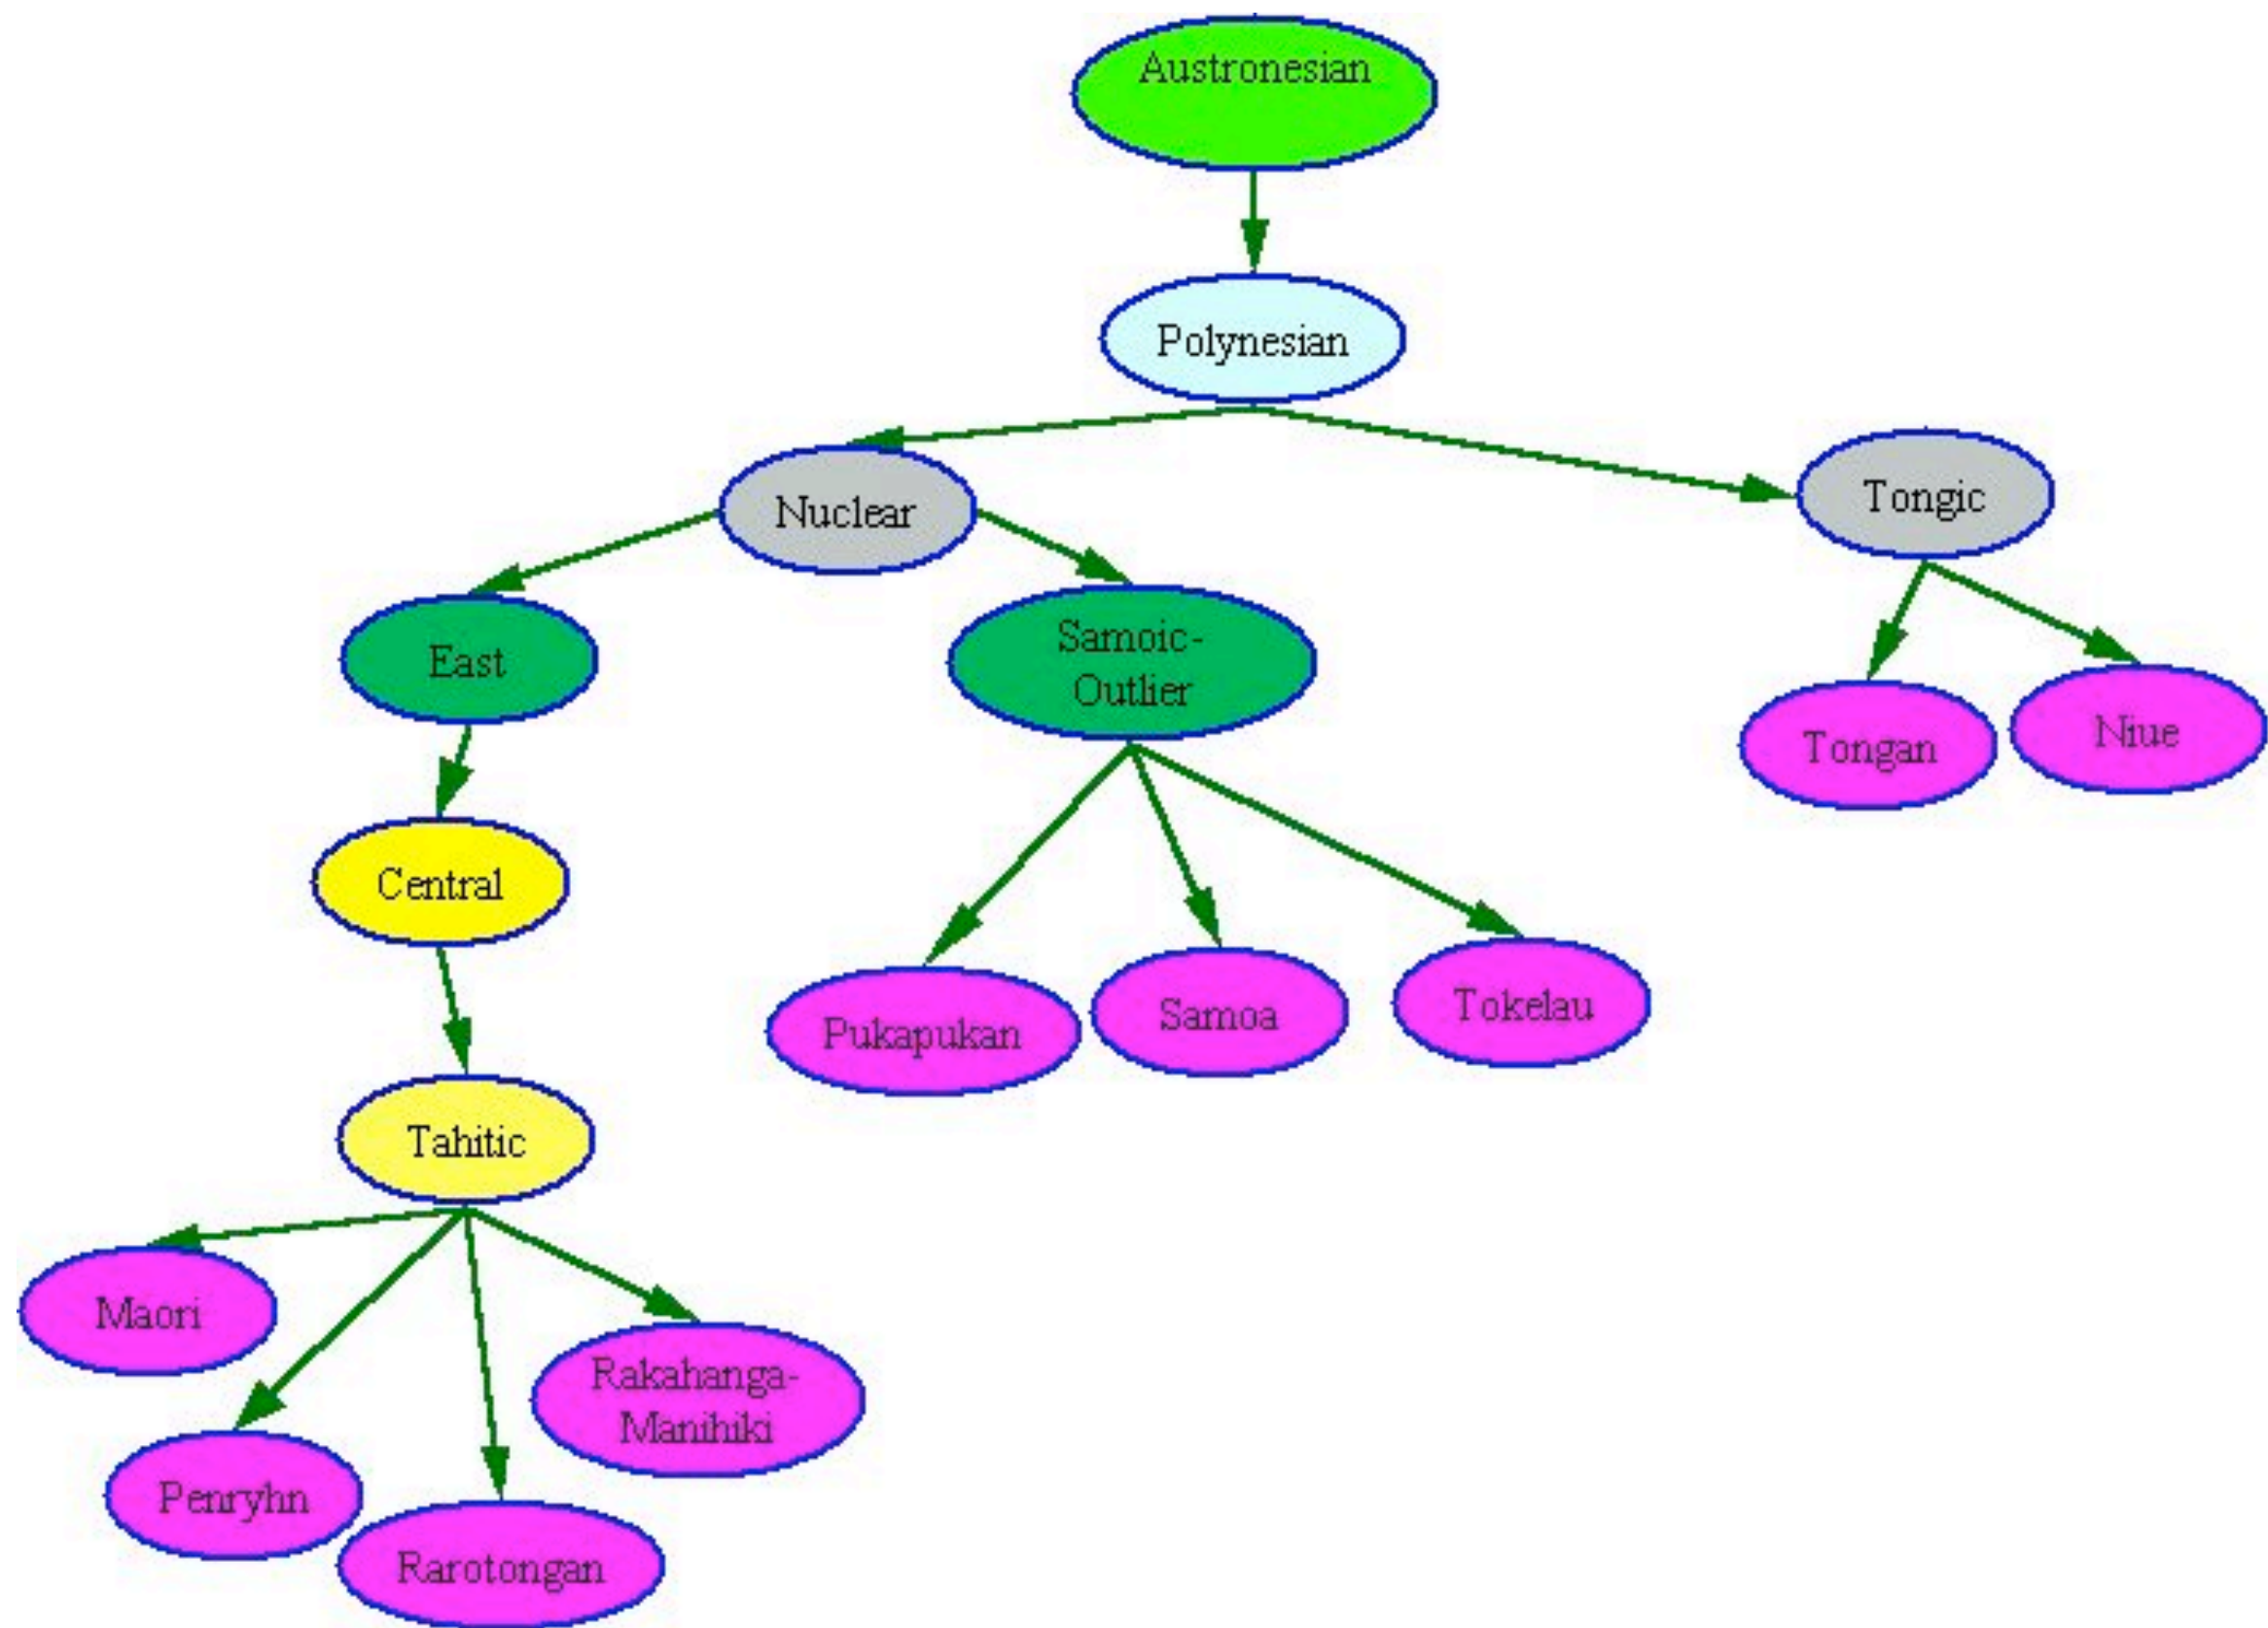 Austronesian
Polynesian
Nuclear
Tongic
East
Samoic-
Outlier
Tongan
Niue
Central
Pukapukan
Samoa
Tokelau
Tahitic
Maori
Rakahanga-
Manihiki
Penryhn
Rarotongan